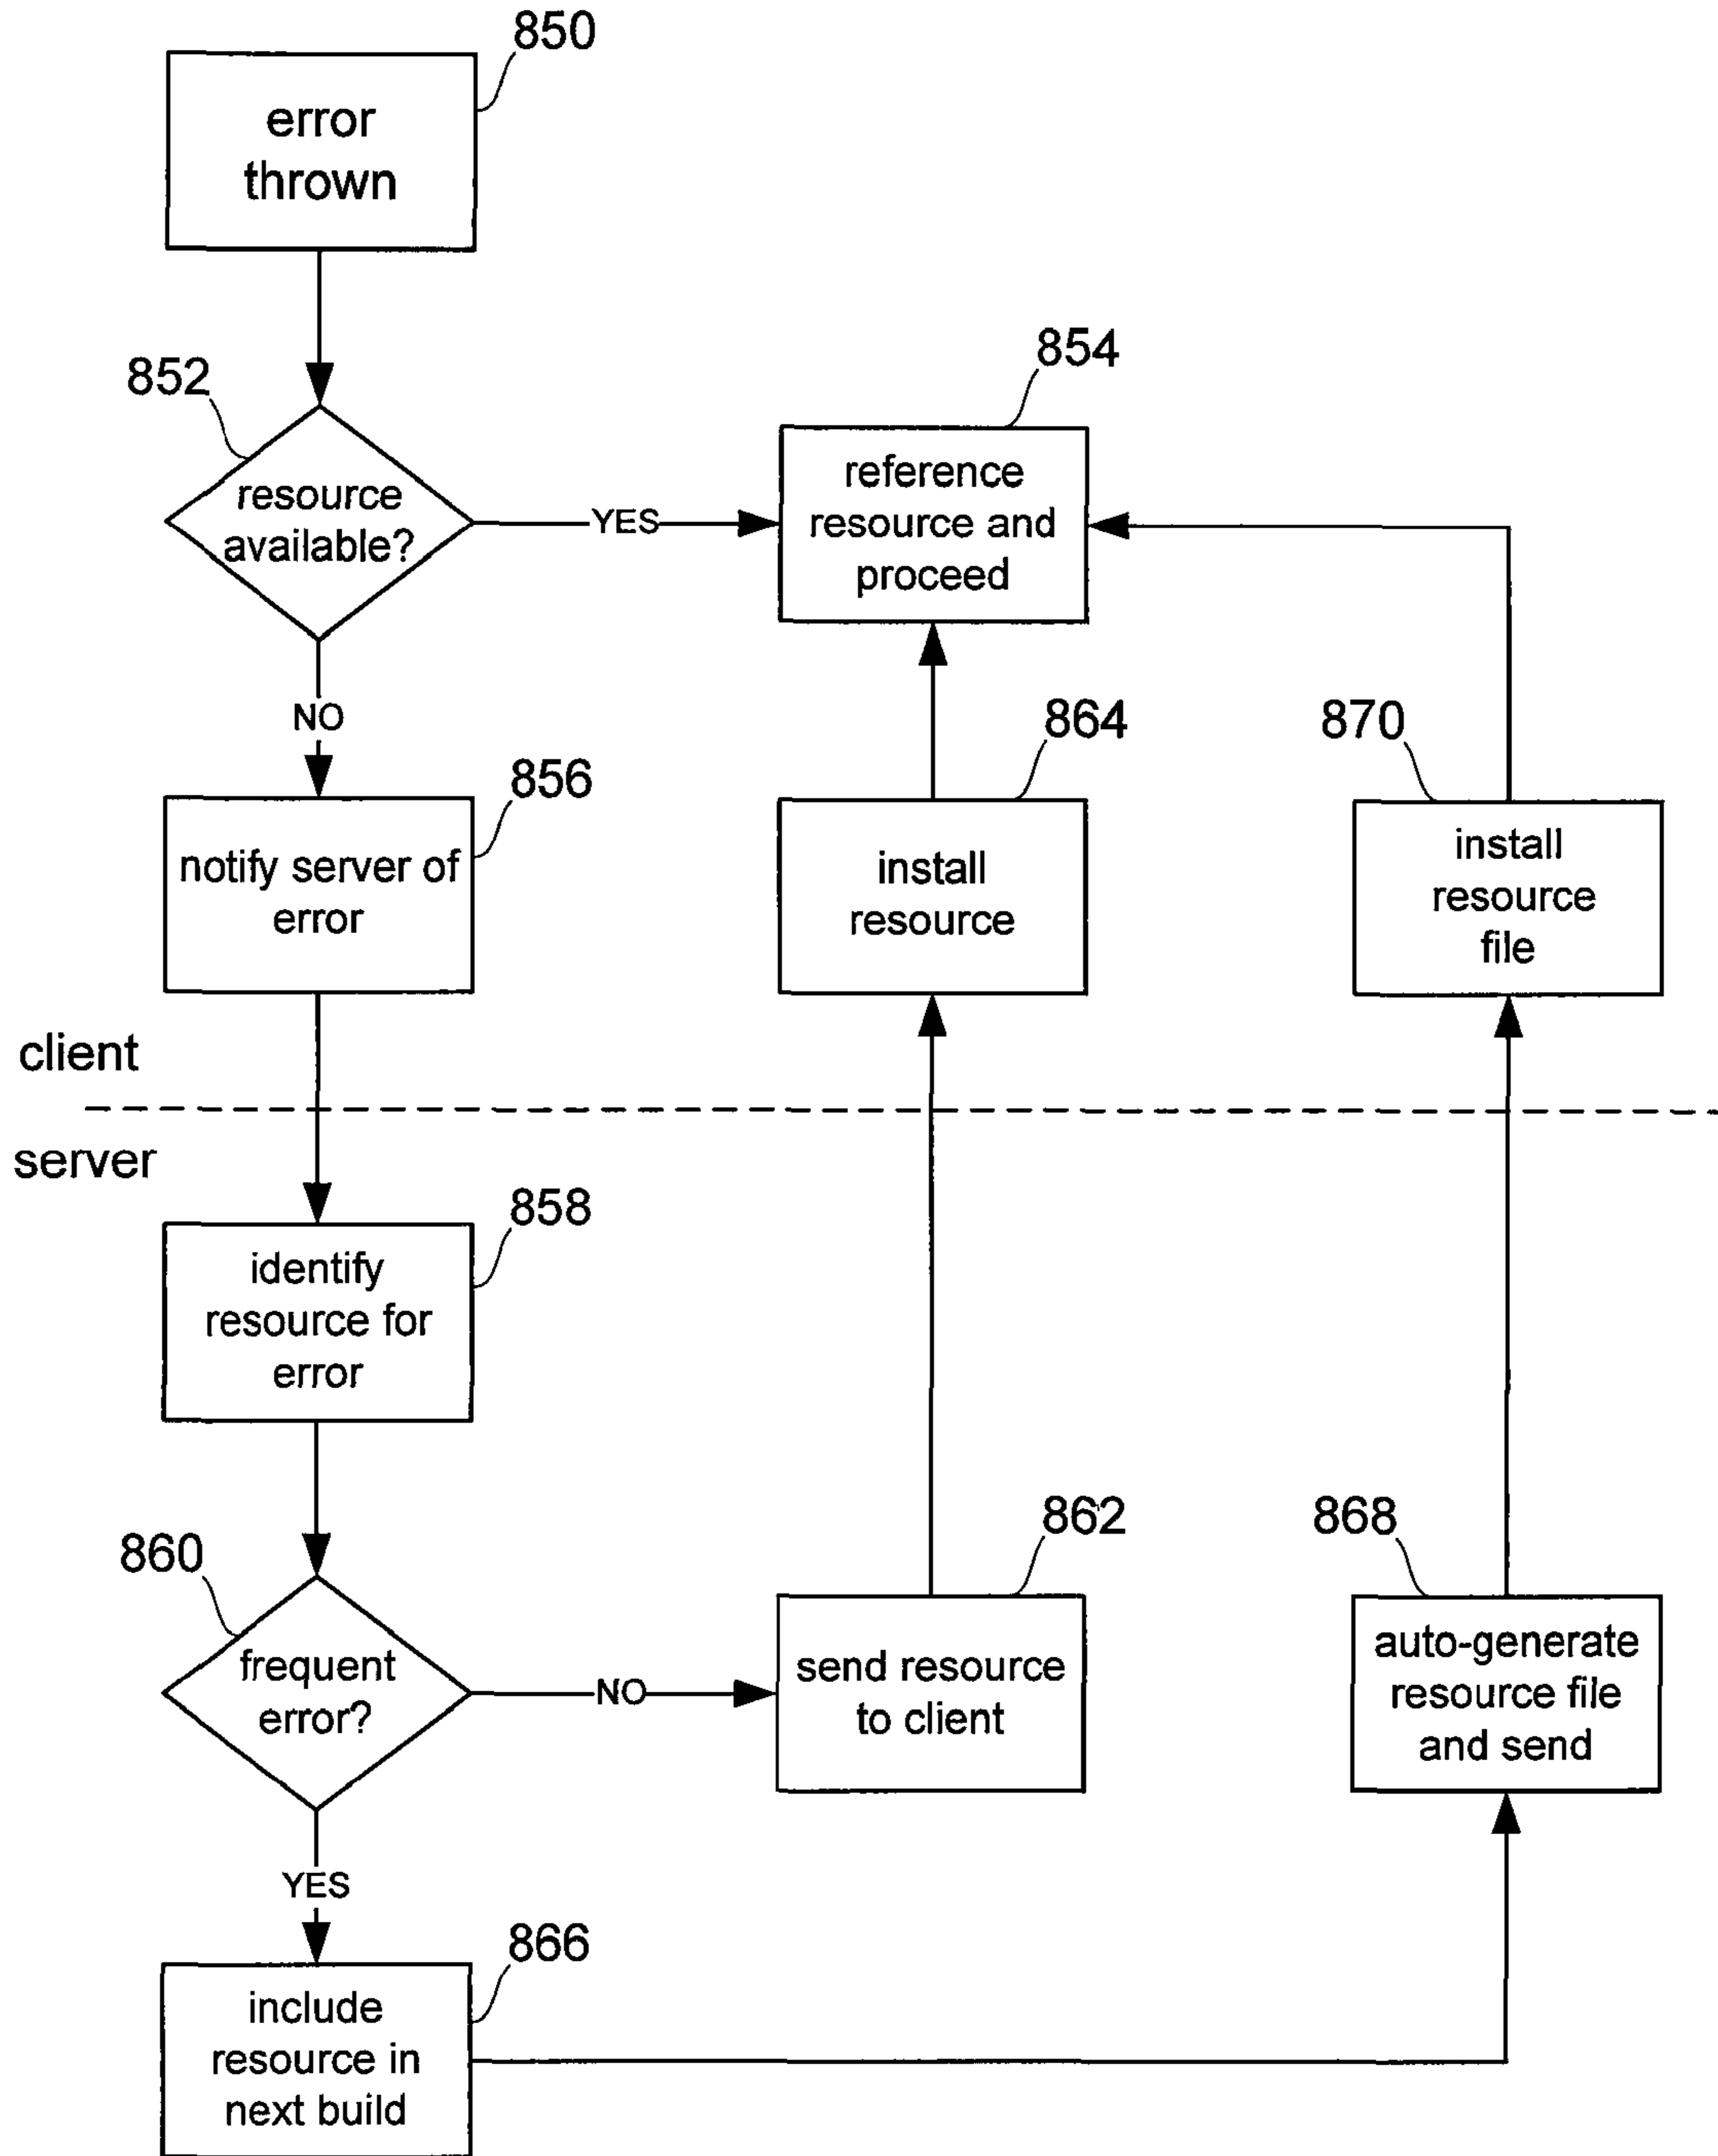 850
error
thrown
852
resource
available?
YES
854
reference
resource and
proceed
NO
856
notify server of
error
864
install
resource
870
install
resource
file
client
server
858
identify
resource for
error
860
frequent
error?
NO
862
send resource
to client
868
auto-generate
resource file
and send
YES
866
include
resource in
next build